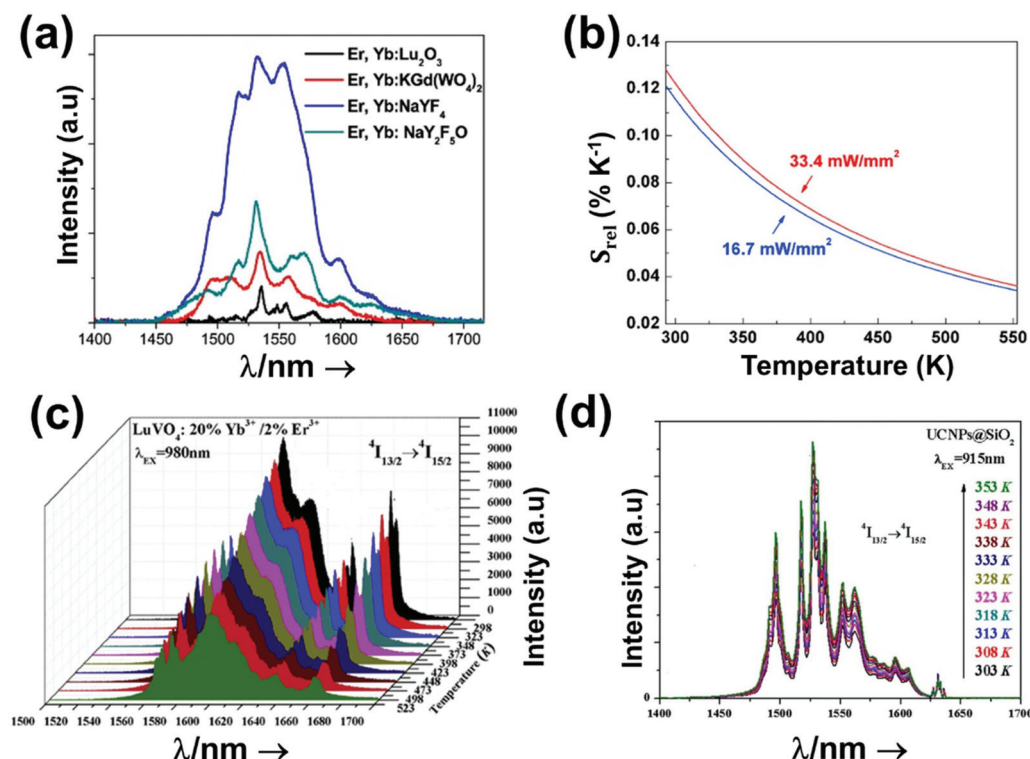 (a)
Er, Yb:Lu₂O₃
Er, Yb:KGd(WO₄)₂
Er, Yb:NaYF₄
Er, Yb: NaY₂F₅O
Intensity (a.u)
1400 1450 1500 1550 1600 1650 1700
λ/nm →
(b)
0.14
0.12
0.10
0.08
0.06
0.04
0.02
S_rel (% K⁻¹)
33.4 mW/mm²
16.7 mW/mm²
300 350 400 450 500 550
Temperature (K)
(c)
LuVO₄: 20% Yb³⁺ /2% Er³⁺
λ_EX=980nm
⁴I₁₃/₂→⁴I₁₅/₂
11000
10000
9000
8000
7000
6000
5000
4000
3000
2000
1000
0
Intensity (a.u)
298
323
348
373
398
423
448
473
498
523
Temperature (K)
1500 1520 1540 1560 1580 1600 1620 1640 1660 1680 1700
λ/nm →
(d)
UCNPs@SiO₂
λ_EX=915nm
⁴I₁₃/₂→⁴I₁₅/₂
353 K
348 K
343 K
338 K
333 K
328 K
323 K
318 K
313 K
308 K
303 K
Intensity (a.u)
0
1400 1450 1500 1550 1600 1650 1700
λ/nm →